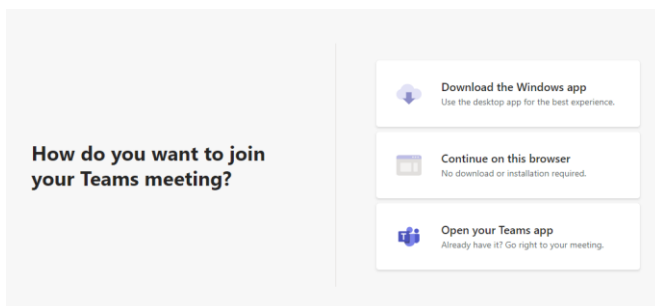 How do you want to join
your Teams meeting?
Download the Windows app
Use the desktop app for the best experience.
Continue on this browser
No download or installation required.
Open your Teams app
Already have it? Go right to your meeting.